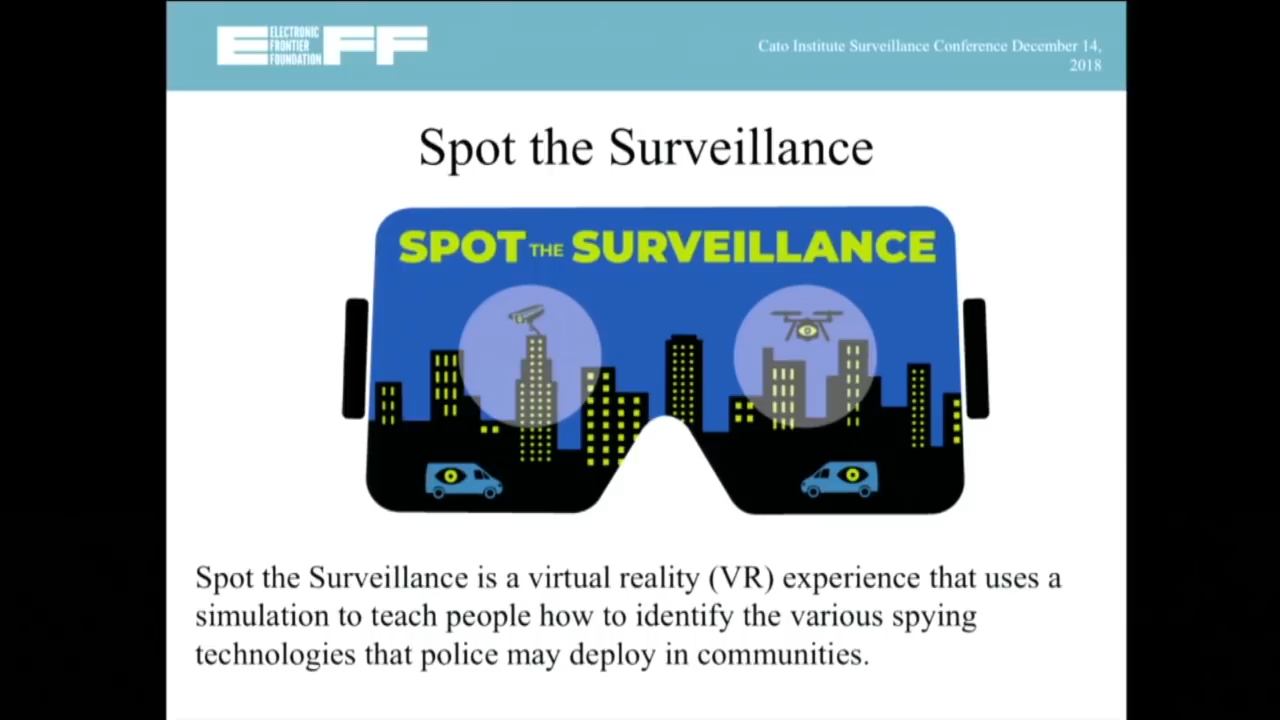 ELECTRONIC
FRONTIER
FOUNDATION
EFF
Cato Institute Surveillance Conference December 14,
2018
Spot the Surveillance
SPOT THE SURVEILLANCE
Spot the Surveillance is a virtual reality (VR) experience that uses a
simulation to teach people how to identify the various spying
technologies that police may deploy in communities.